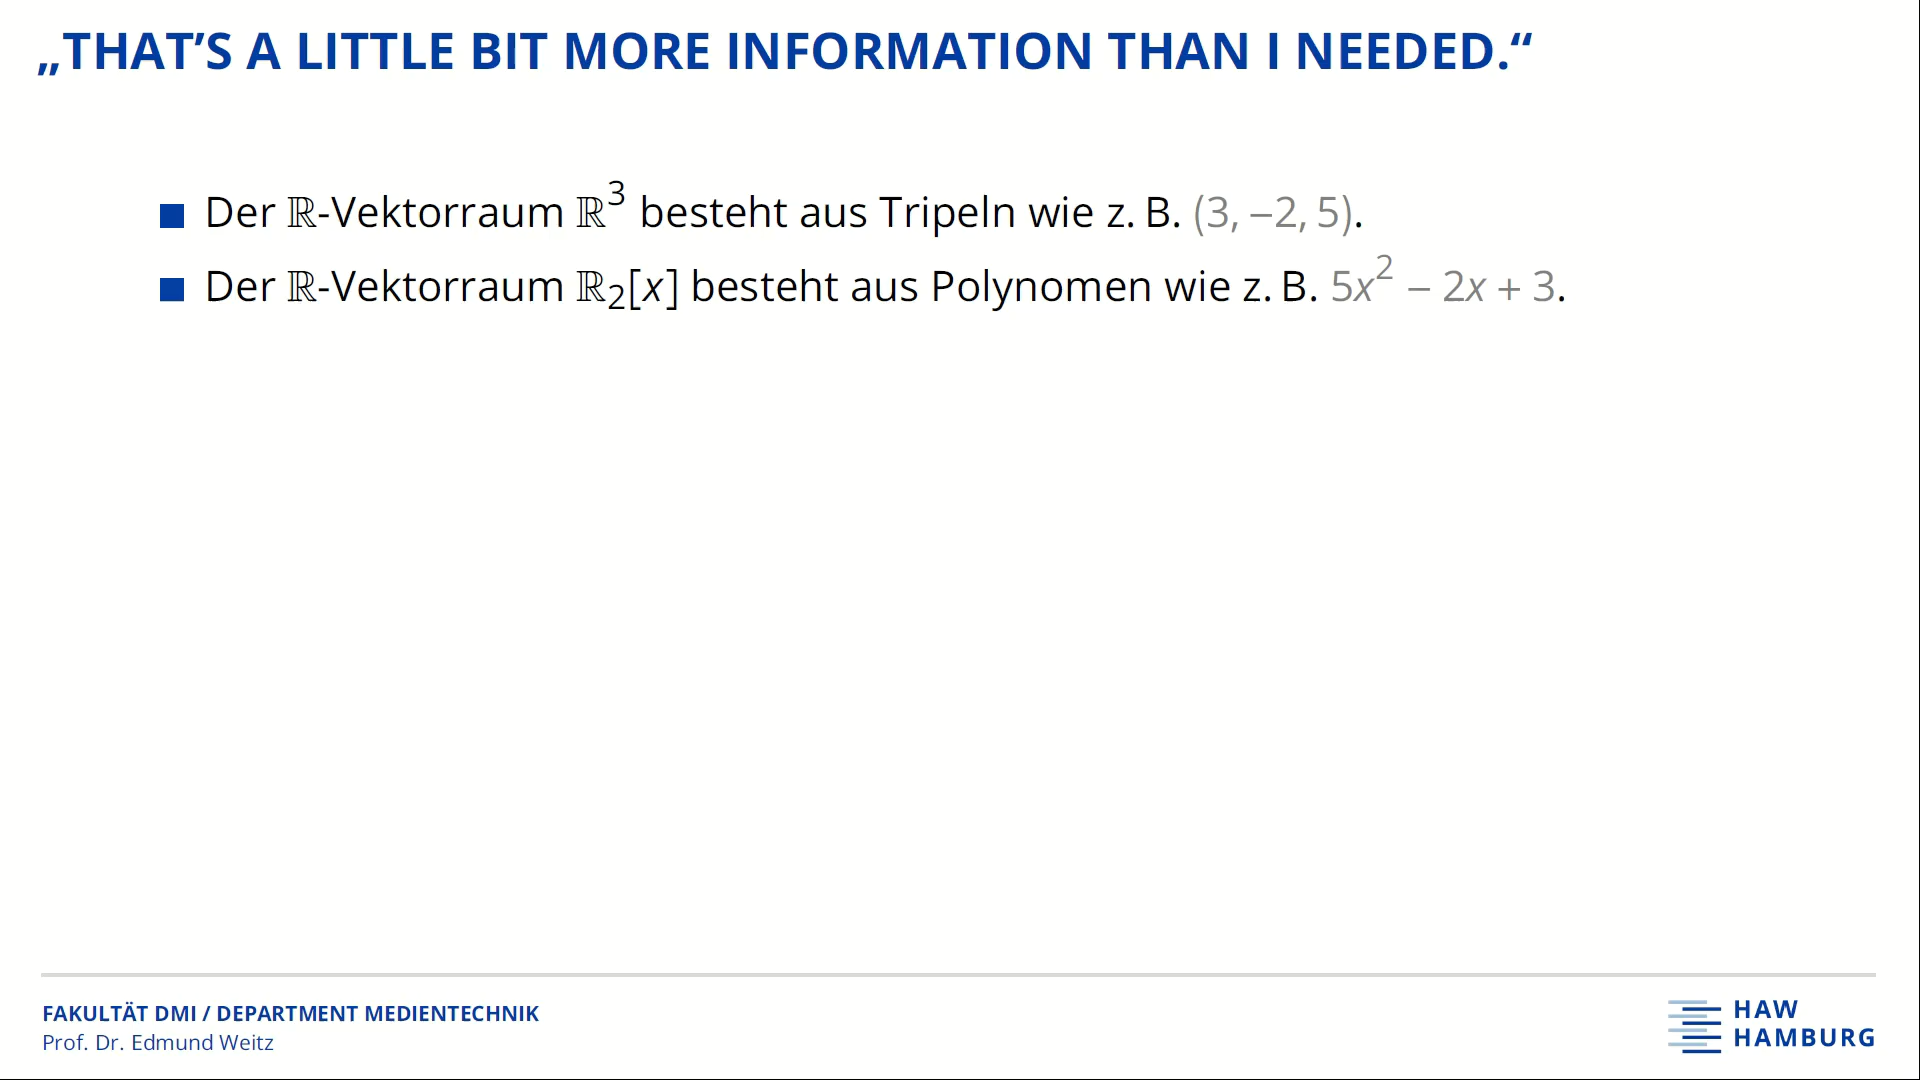 „THAT’S A LITTLE BIT MORE INFORMATION THAN I NEEDED.“
■ Der ℝ-Vektorraum ℝ³ besteht aus Tripeln wie z. B. (3, −2, 5).
■ Der ℝ-Vektorraum ℝ₂[x] besteht aus Polynomen wie z. B. 5x² − 2x + 3.
FAKULTÄT DMI / DEPARTMENT MEDIENTECHNIK
Prof. Dr. Edmund Weitz
HAW
HAMBURG